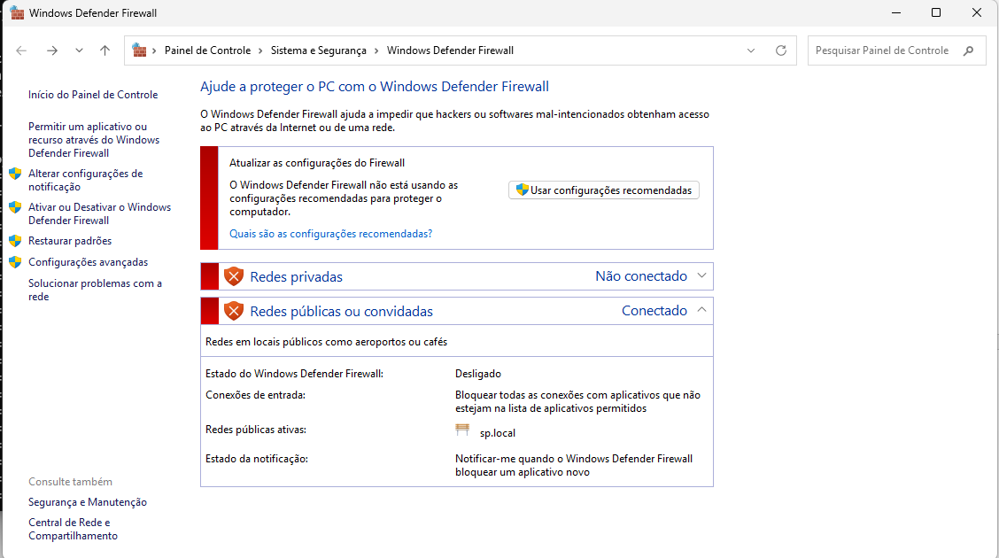 Windows Defender Firewall
Painel de Controle
Sistema e Segurança
Windows Defender Firewall
Pesquisar Painel de Controle
Início do Painel de Controle
Permitir um aplicativo ou
recurso através do Windows
Defender Firewall
Alterar configurações de
notificação
Ativar ou Desativar o Windows
Defender Firewall
Restaurar padrões
Configurações avançadas
Solucionar problemas com a
rede
Ajude a proteger o PC com o Windows Defender Firewall
O Windows Defender Firewall ajuda a impedir que hackers ou softwares mal-intencionados obtenham acesso
ao PC através da Internet ou de uma rede.
Atualizar as configurações do Firewall
O Windows Defender Firewall não está usando as
configurações recomendadas para proteger o
computador.
Usar configurações recomendadas
Quais são as configurações recomendadas?
Redes privadas
Não conectado
Redes públicas ou convidadas
Conectado
Redes em locais públicos como aeroportos ou cafés
Estado do Windows Defender Firewall:
Desligado
Conexões de entrada:
Bloquear todas as conexões com aplicativos que não
estejam na lista de aplicativos permitidos
Redes públicas ativas:
sp.local
Estado da notificação:
Notificar-me quando o Windows Defender Firewall
bloquear um aplicativo novo
Consulte também
Segurança e Manutenção
Central de Rede e
Compartilhamento